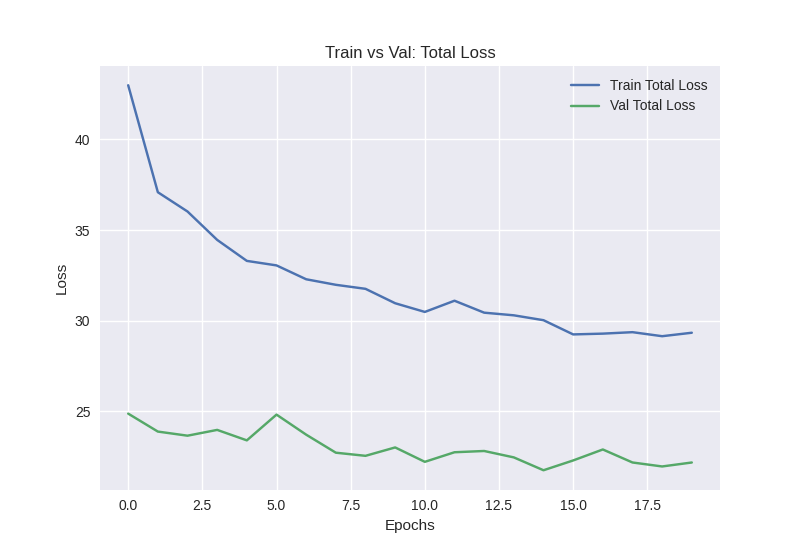 Train vs Val: Total Loss
Train Total Loss
Val Total Loss
40
35
30
25
Loss
0.0 2.5 5.0 7.5 10.0 12.5 15.0 17.5
Epochs